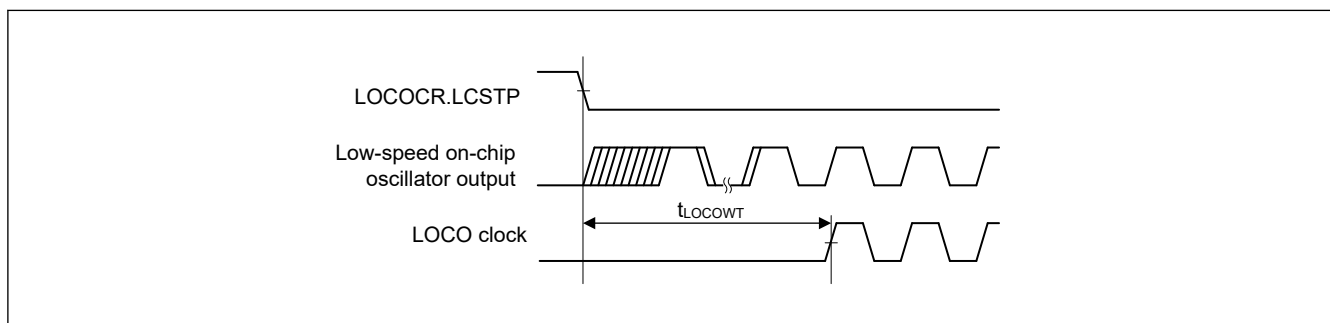 LOCOCR.LCSTP
Low-speed on-chip
oscillator output
tLOCOWT
LOCO clock